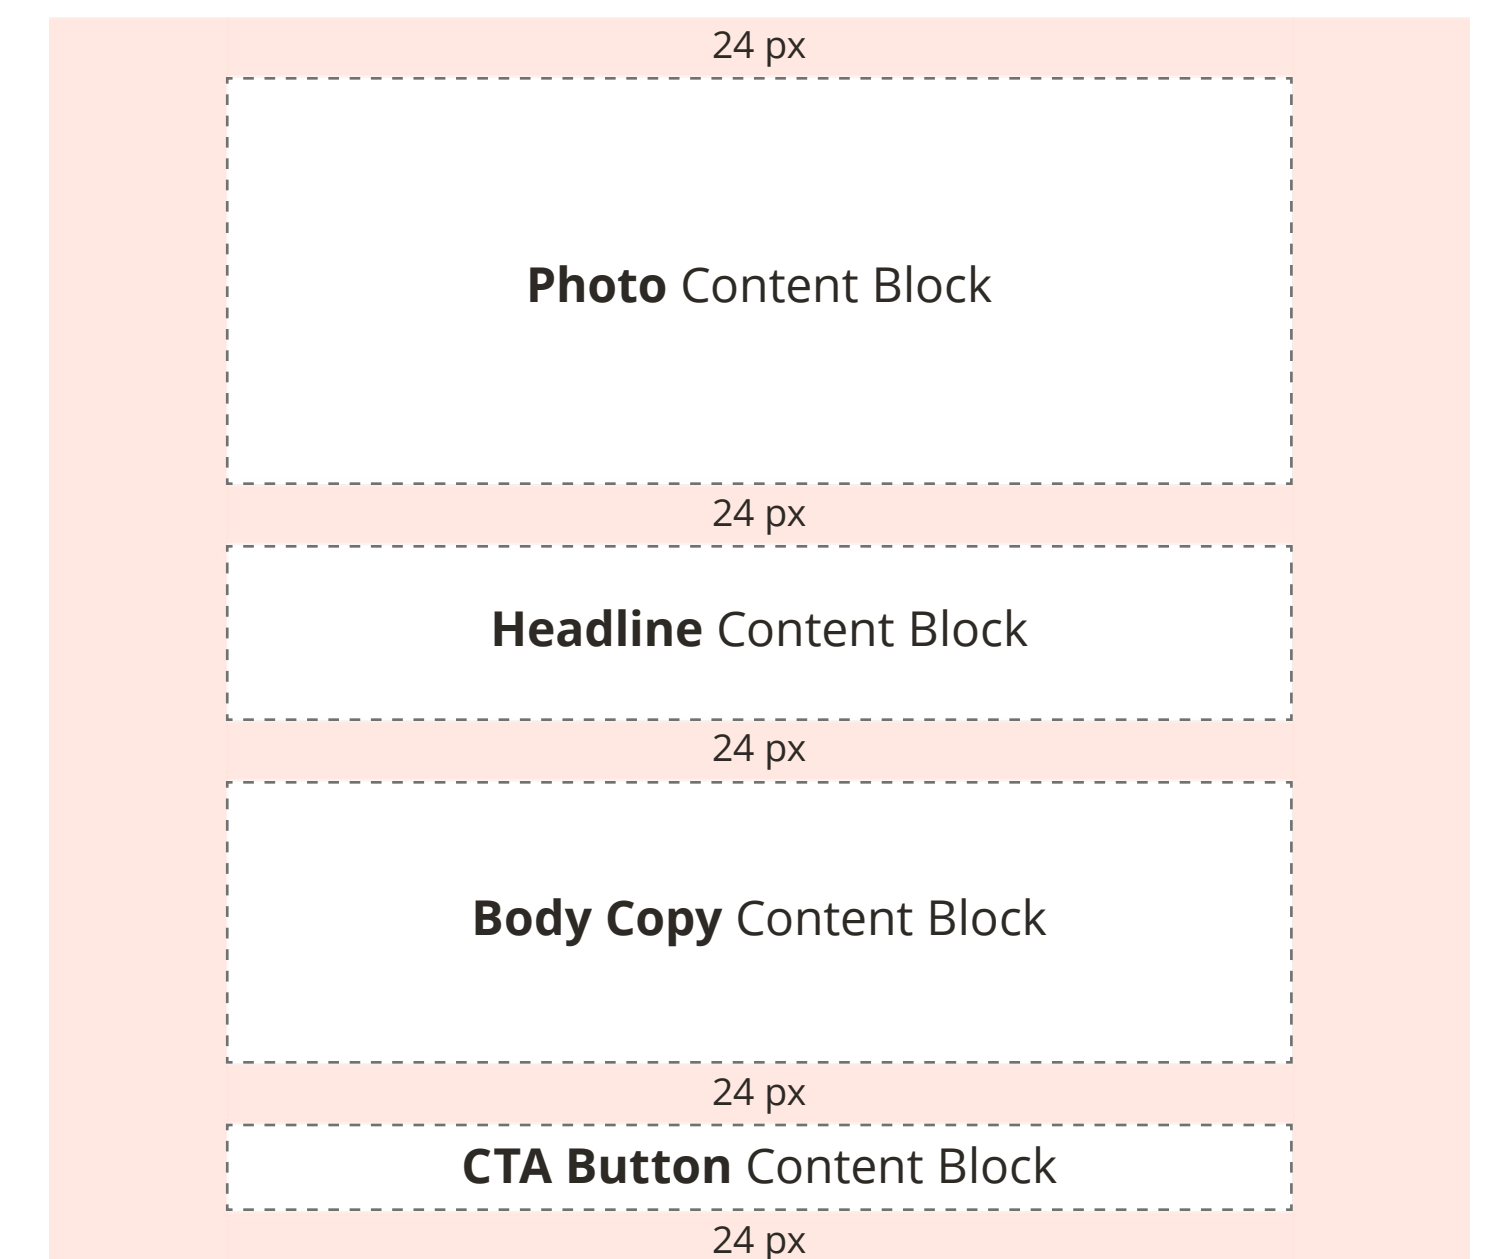 24 px
Photo Content Block
24 px
Headline Content Block
24 px
Body Copy Content Block
24 px
CTA Button Content Block
24 px